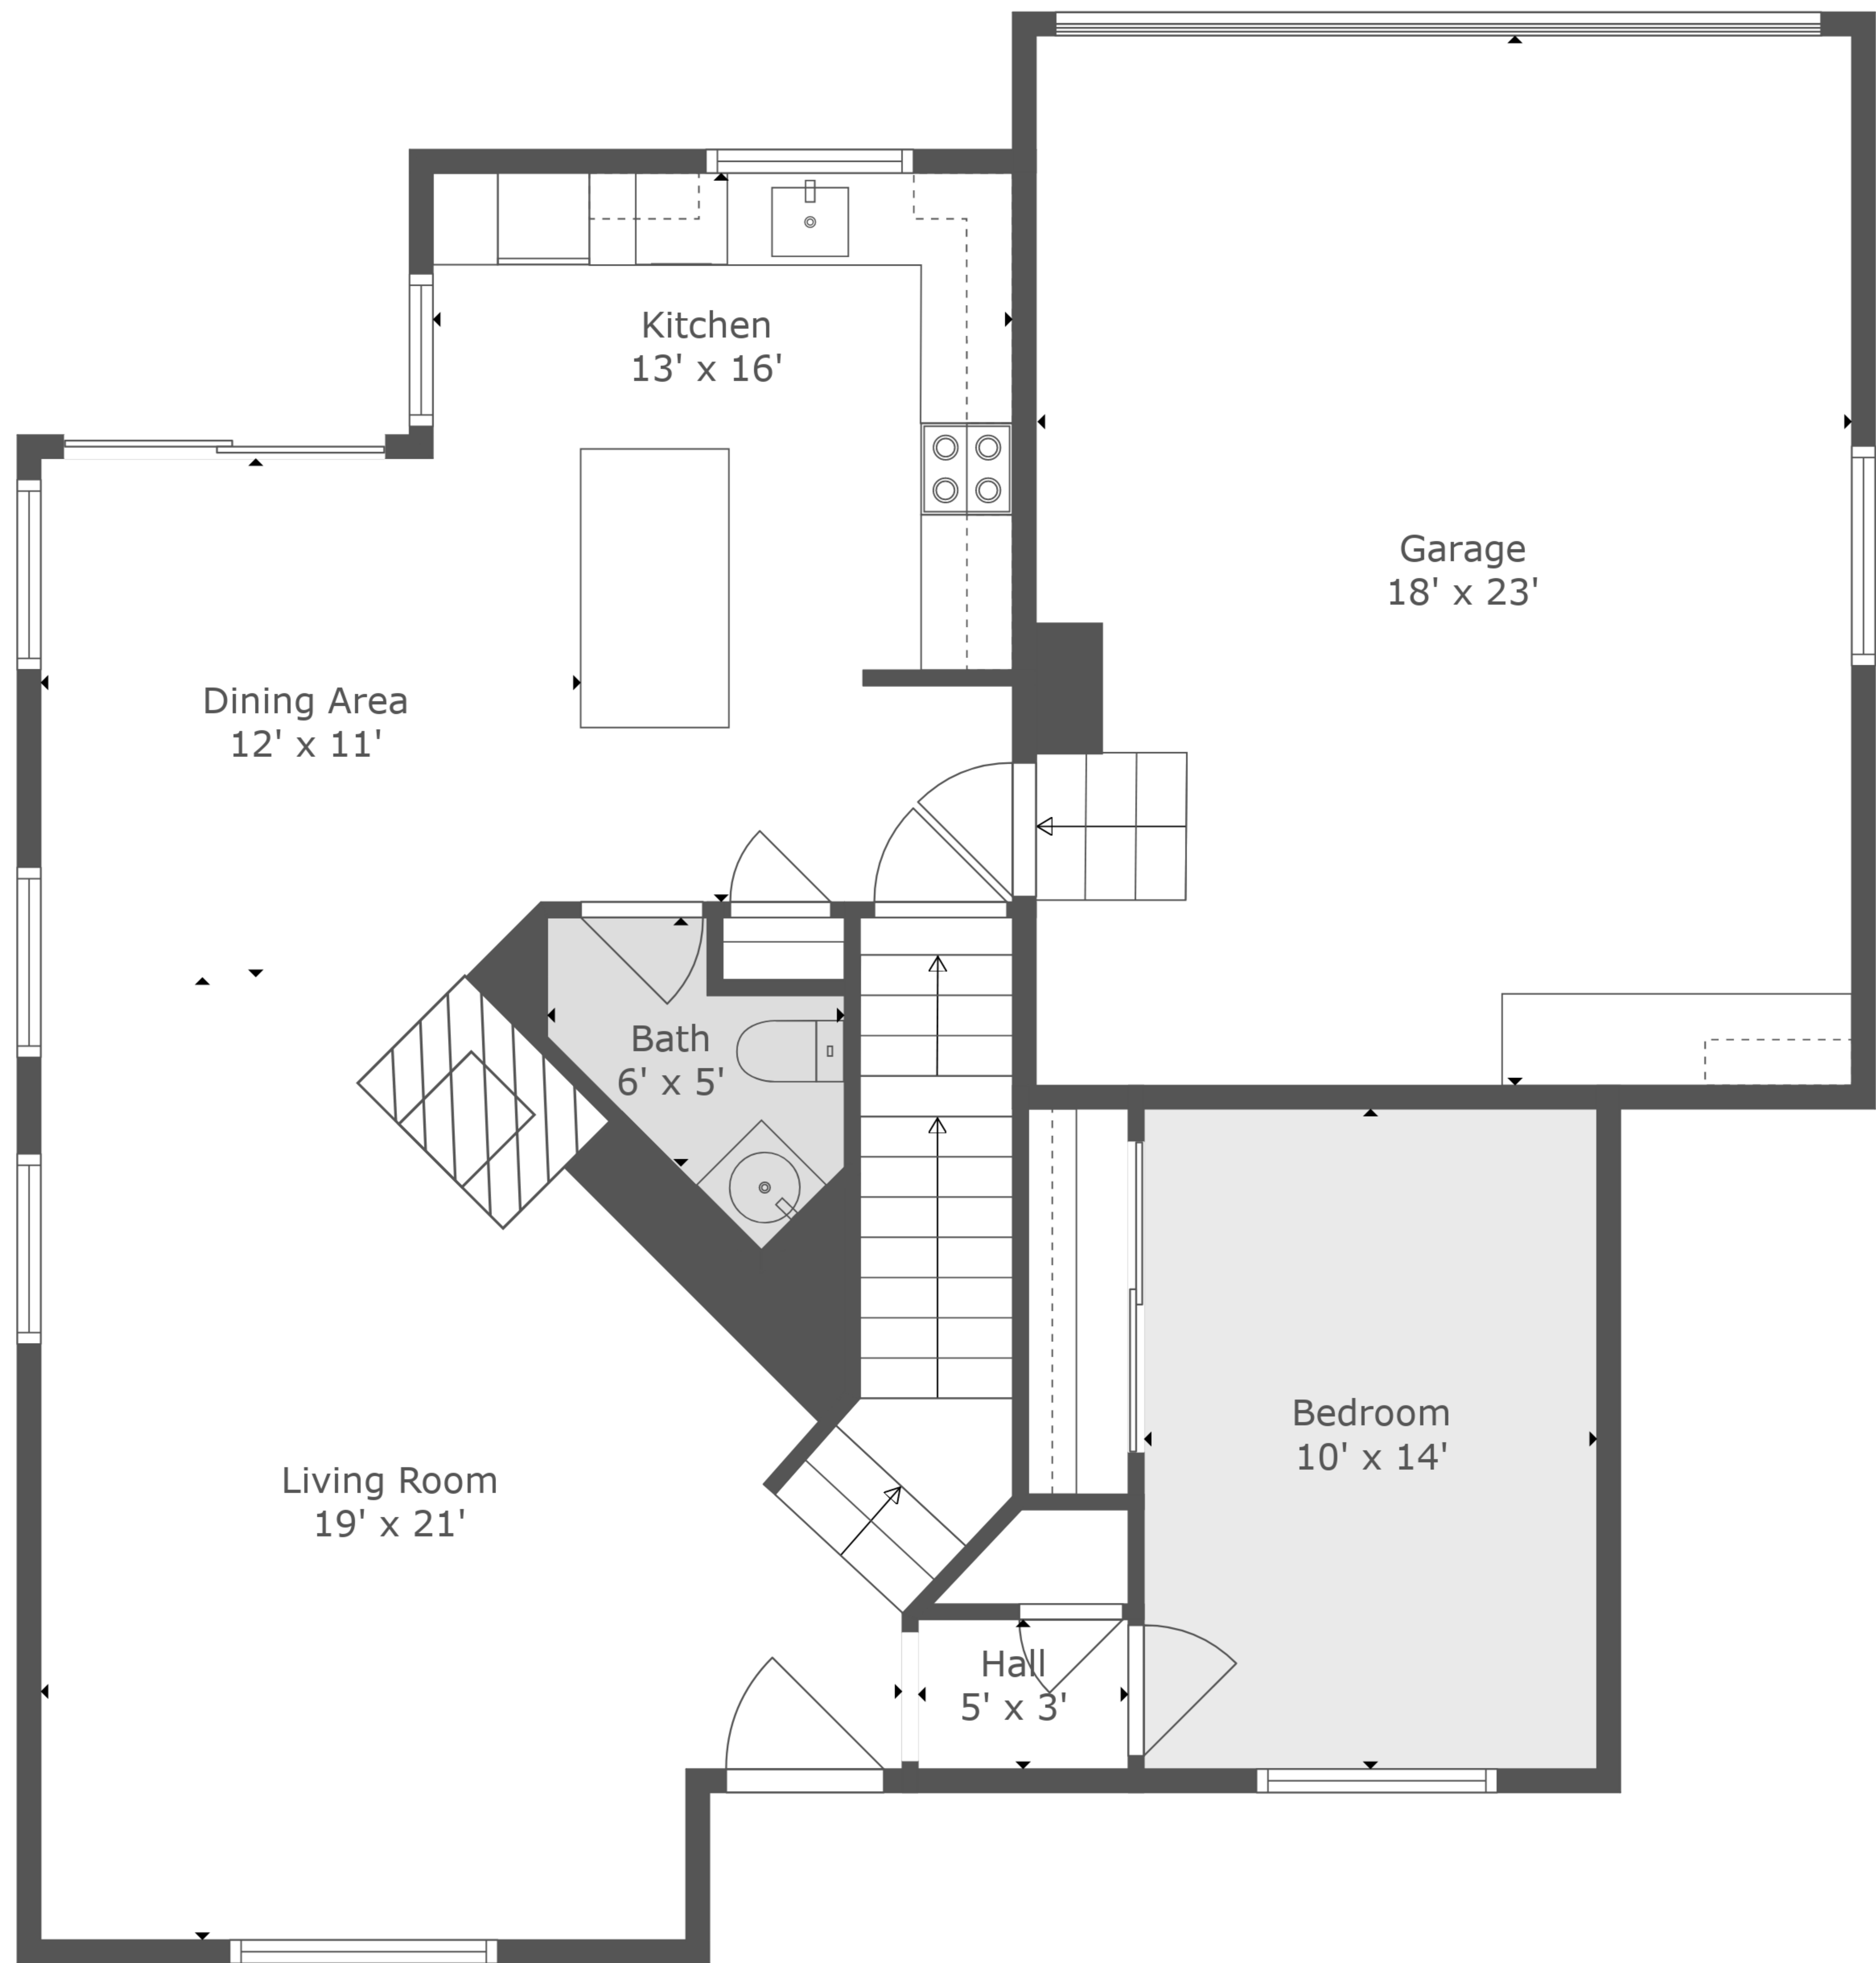 Kitchen
13' x 16'
Garage
18' x 23'
Dining Area
12' x 11'
Bath
6' x 5'
Bedroom
10' x 14'
Living Room
19' x 21'
Hall
5' x 3'